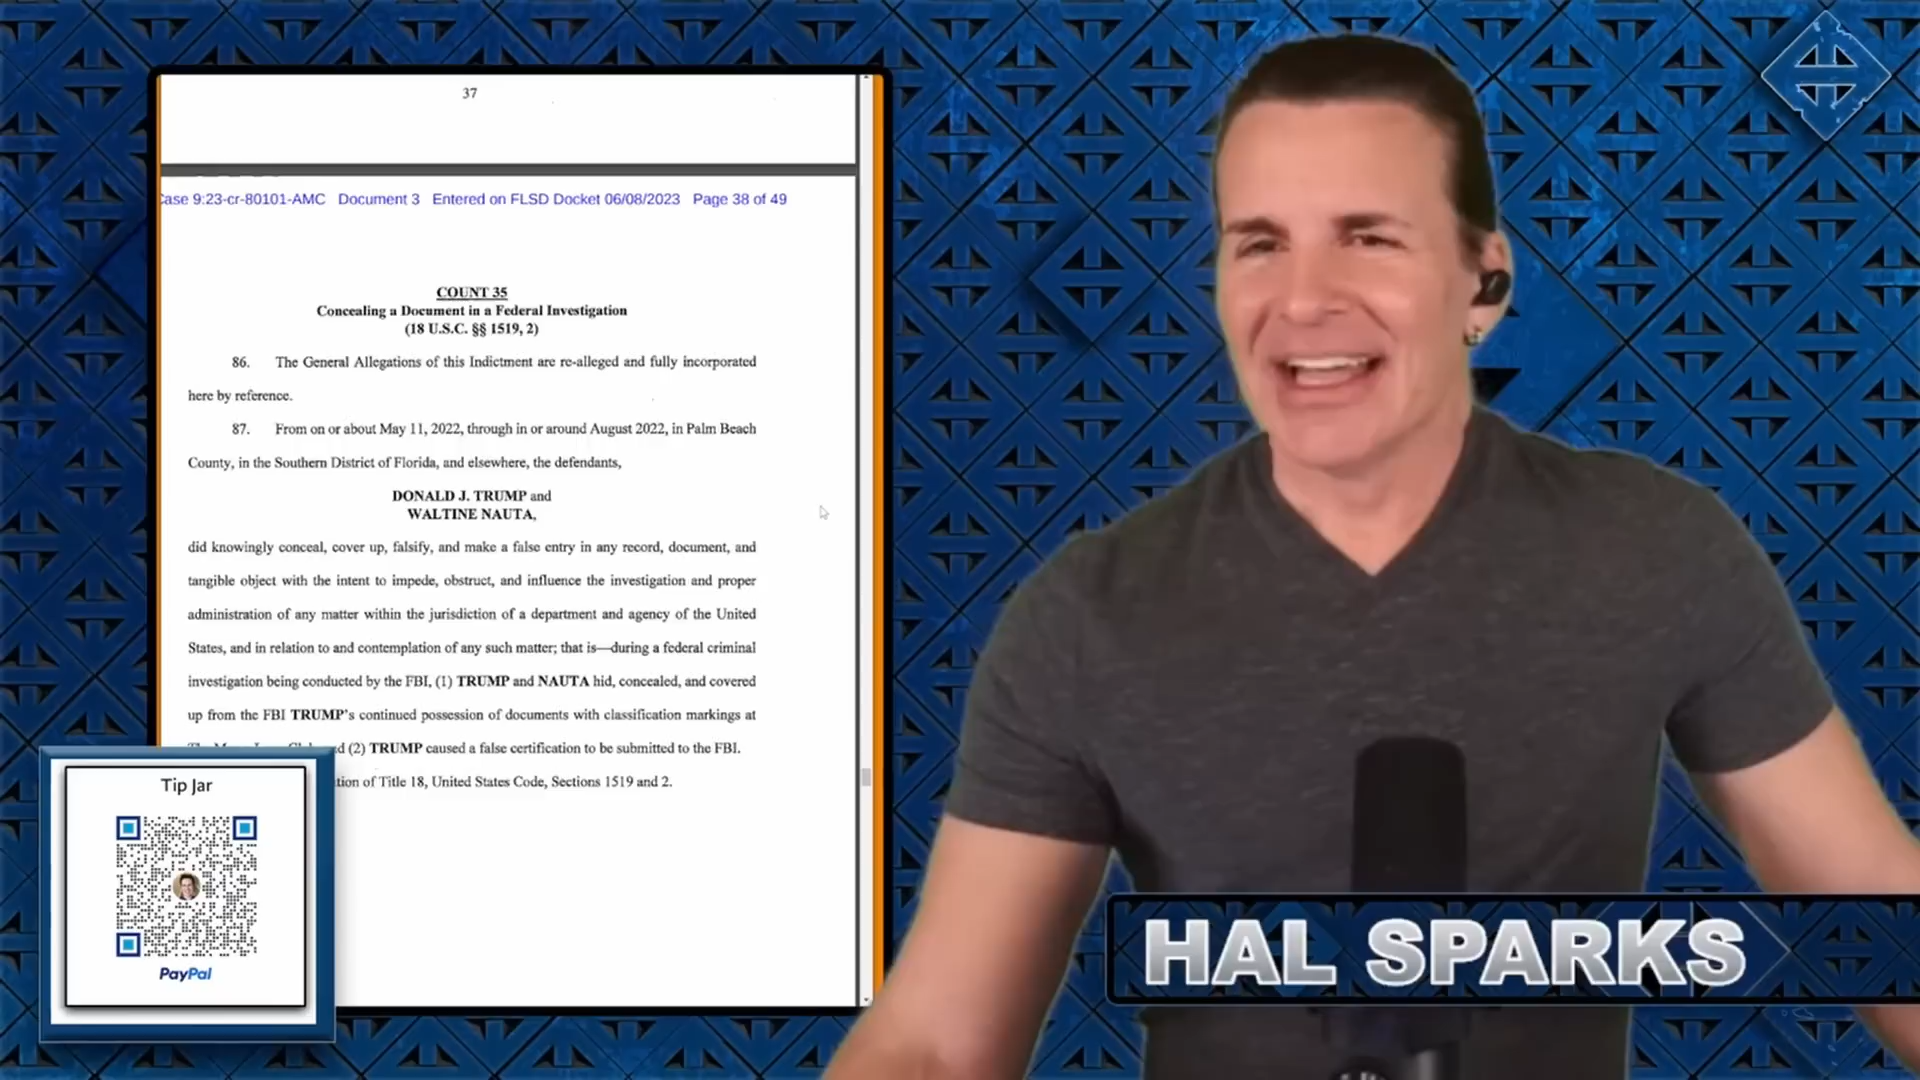 37
Case 9:23-cr-80101-AMC Document 3 Entered on FLSD Docket 06/08/2023 Page 38 of 49
COUNT 35
Concealing a Document in a Federal Investigation
(18 U.S.C. §§ 1519, 2)
86. The General Allegations of this Indictment are re-alleged and fully incorporated
here by reference.
87. From on or about May 11, 2022, through in or around August 2022, in Palm Beach
County, in the Southern District of Florida, and elsewhere, the defendants,
DONALD J. TRUMP and
WALTINE NAUTA,
did knowingly conceal, cover up, falsify, and make a false entry in any record, document, and
tangible object with the intent to impede, obstruct, and influence the investigation and proper
administration of any matter within the jurisdiction of a department and agency of the United
States, and in relation to and contemplation of any such matter; that is—during a federal criminal
investigation being conducted by the FBI, (1) TRUMP and NAUTA hid, concealed, and covered
up from the FBI TRUMP's continued possession of documents with classification markings at
(2) TRUMP caused a false certification to be submitted to the FBI.
of Title 18, United States Code, Sections 1519 and 2.
Tip Jar
PayPal
HAL SPARKS